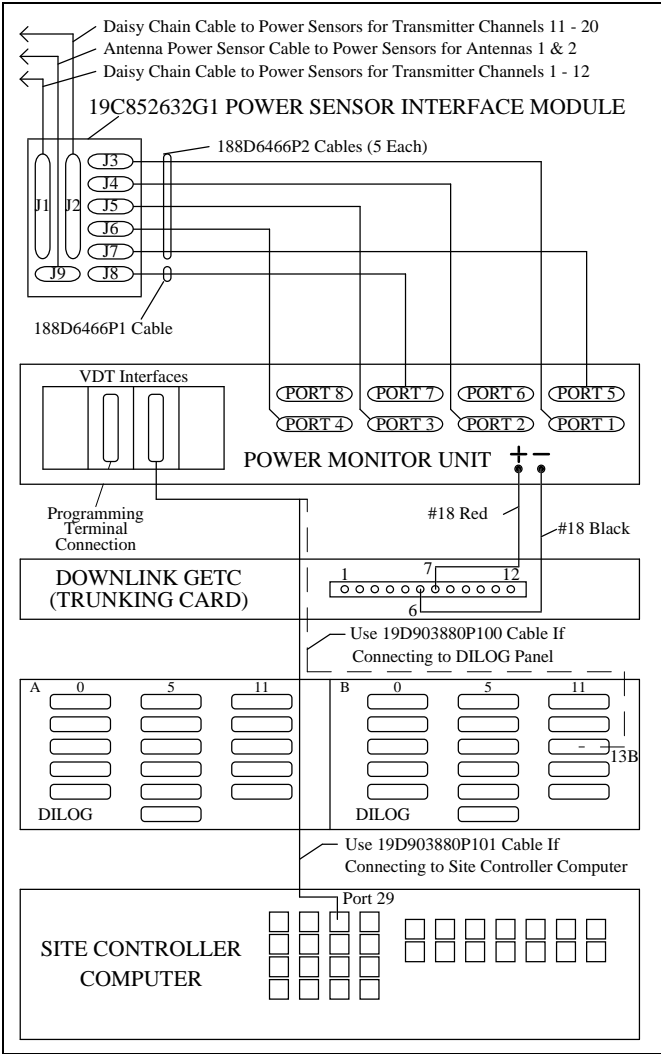 Daisy Chain Cable to Power Sensors for Transmitter Channels 11 - 20
Antenna Power Sensor Cable to Power Sensors for Antennas 1 & 2
Daisy Chain Cable to Power Sensors for Transmitter Channels 1 - 12
19C852632G1 POWER SENSOR INTERFACE MODULE
188D6466P2 Cables (5 Each)
J1
J2
J3
J4
J5
J6
J7
J9
J8
188D6466P1 Cable
VDT Interfaces
PORT 8
PORT 7
PORT 6
PORT 5
PORT 4
PORT 3
PORT 2
PORT 1
POWER MONITOR UNIT
+ −
Programming
Terminal
Connection
#18 Red
#18 Black
DOWNLINK GETC
(TRUNKING CARD)
1
7
12
6
Use 19D903880P100 Cable If
Connecting to DILOG Panel
A
0
5
11
B
0
5
11
13B
DILOG
DILOG
Use 19D903880P101 Cable If
Connecting to Site Controller Computer
Port 29
SITE CONTROLLER
COMPUTER